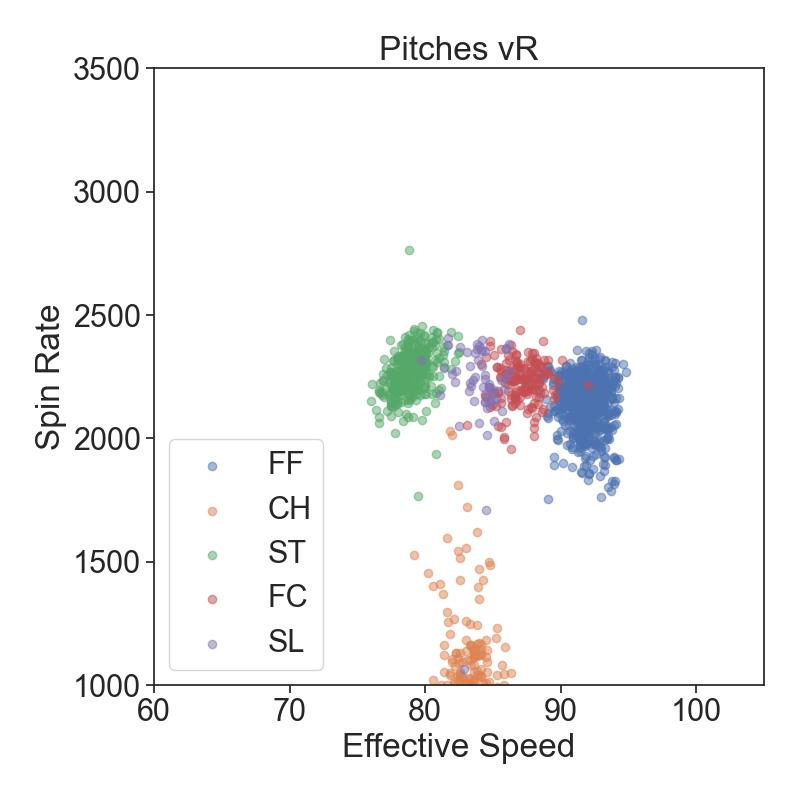 Pitches vR
3500
3000
2500
2000
1500
1000
Spin Rate
FF
CH
ST
FC
SL
60 70 80 90 100
Effective Speed